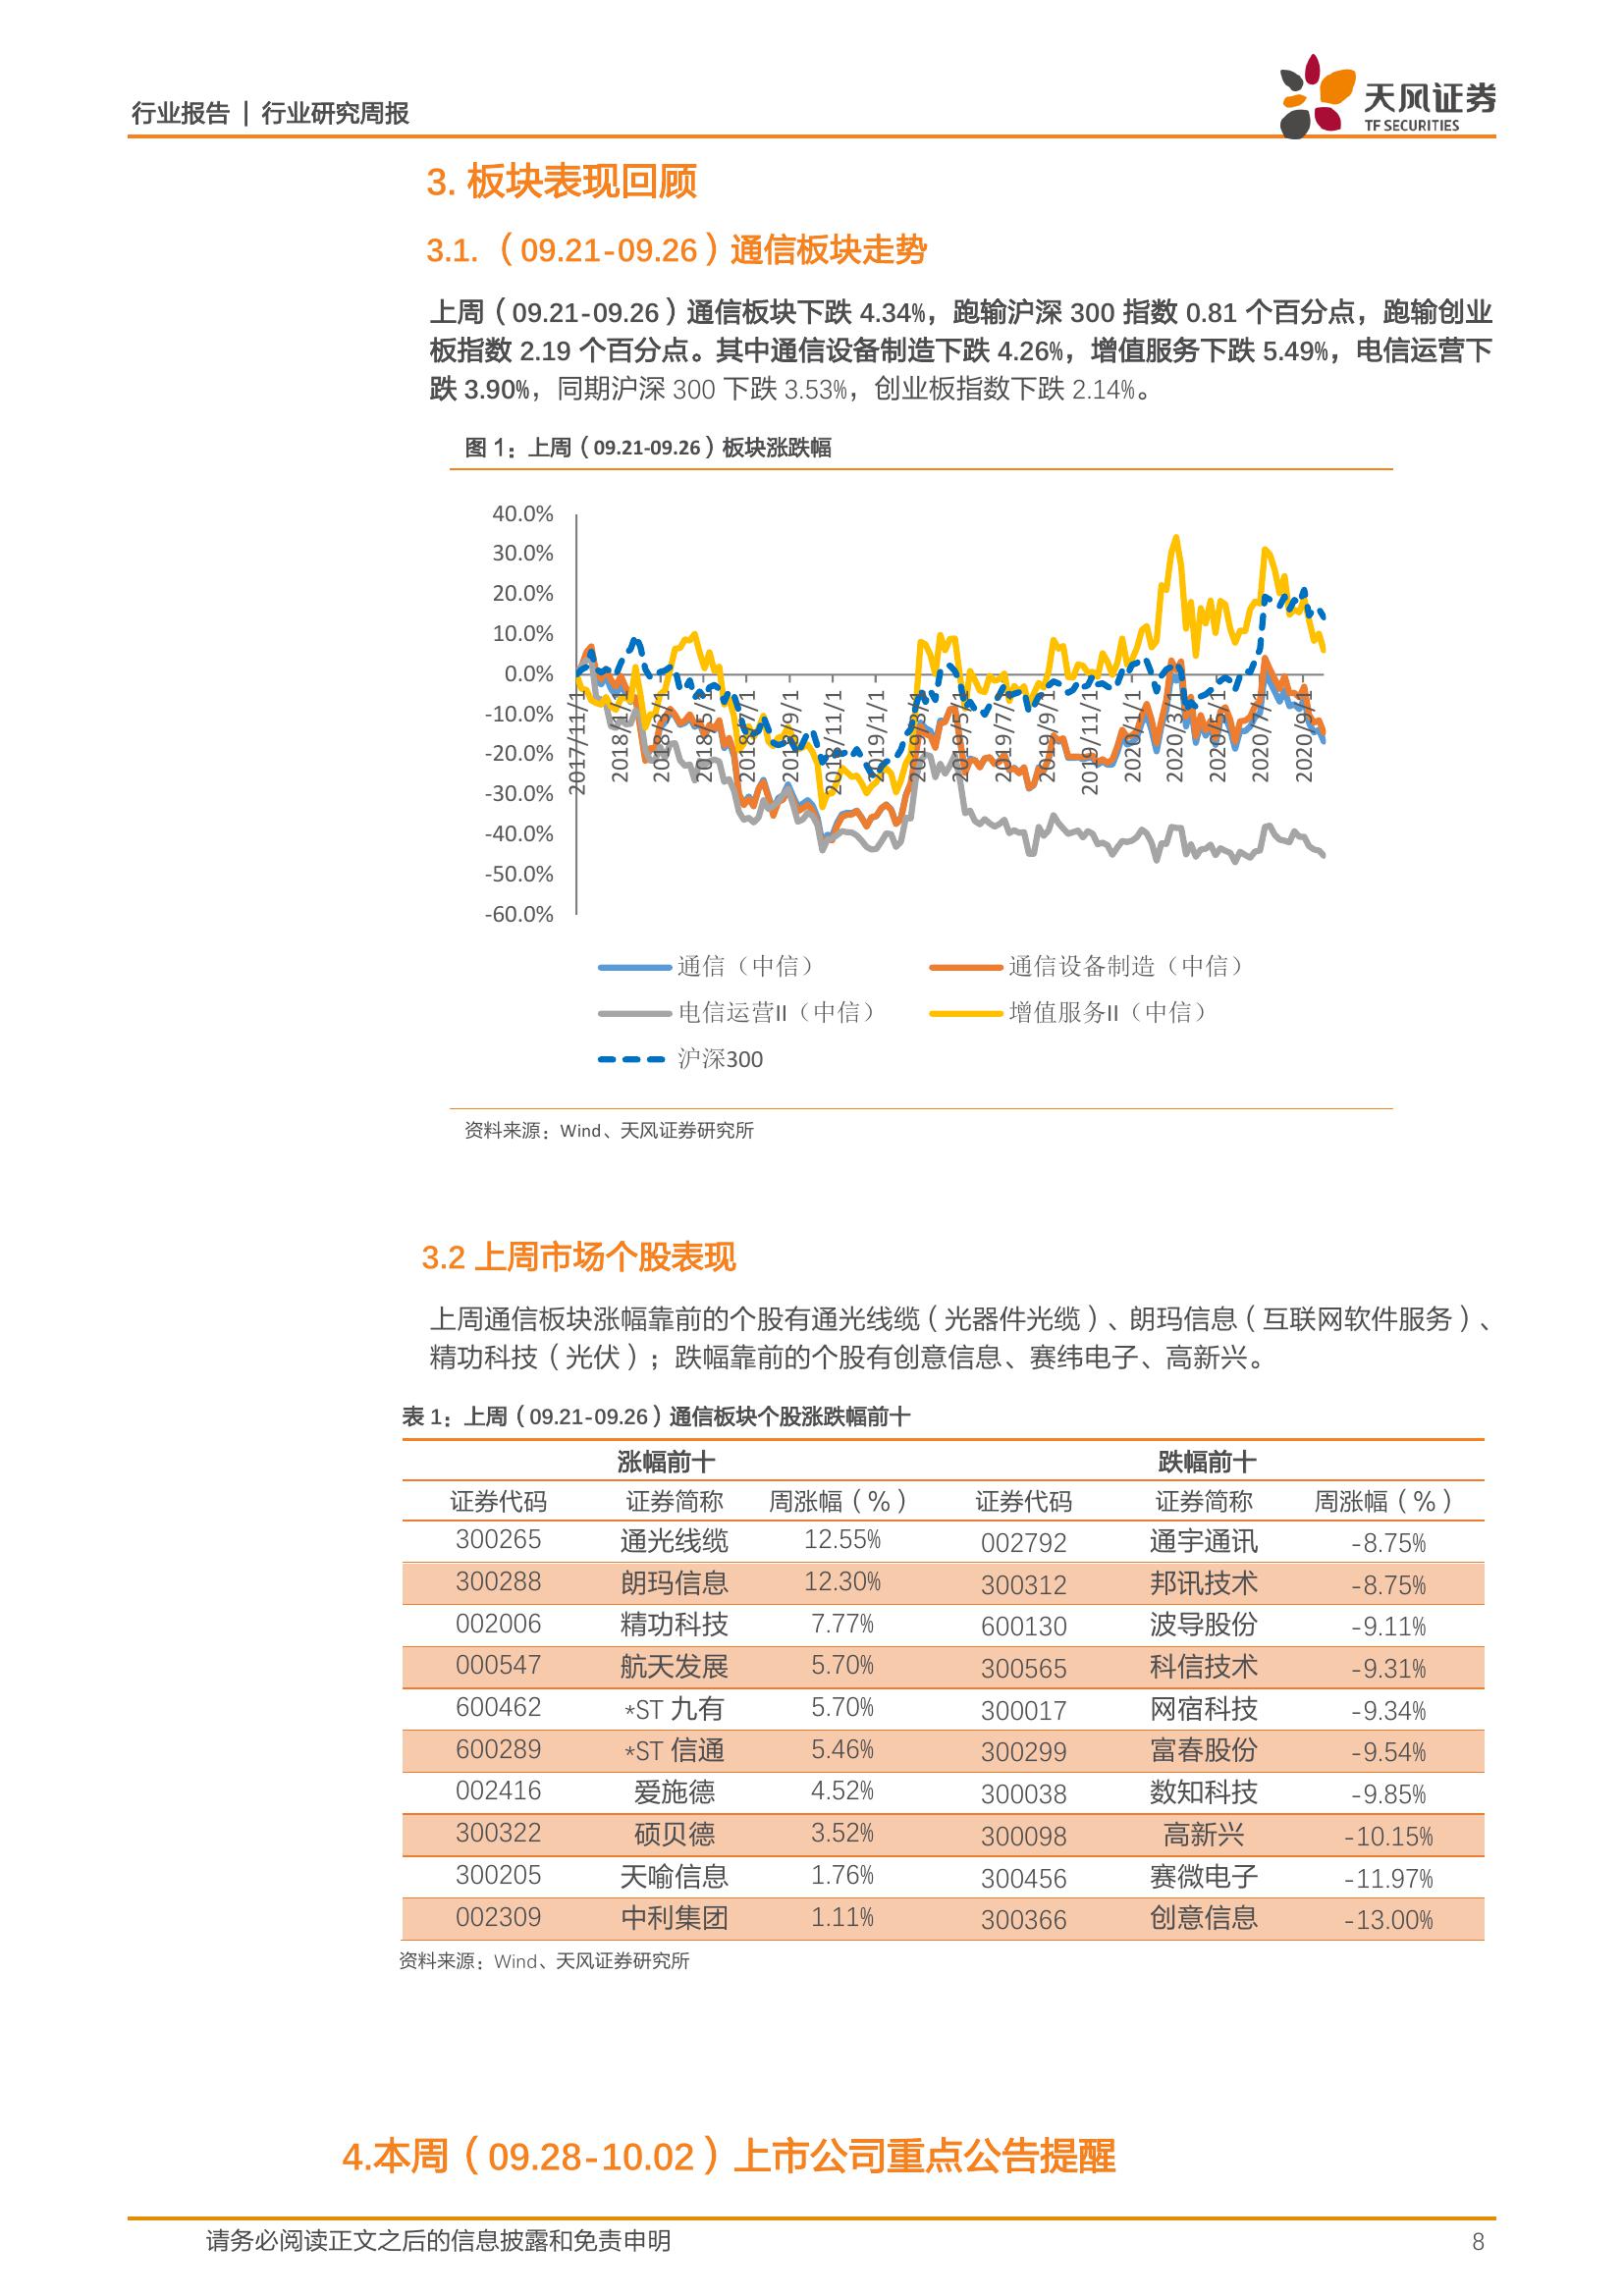 行业报告 | 行业研究周报
天风证券
TF SECURITIES
3. 板块表现回顾
3.1.（09.21-09.26）通信板块走势
上周（09.21-09.26）通信板块下跌 4.34%，跑输沪深 300 指数 0.81 个百分点，跑输创业
板指数 2.19 个百分点。其中通信设备制造下跌 4.26%，增值服务下跌 5.49%，电信运营下
跌 3.90%，同期沪深 300 下跌 3.53%，创业板指数下跌 2.14%。
图 1：上周（09.21-09.26）板块涨跌幅
40.0%
30.0%
20.0%
10.0%
0.0%
-10.0%
-20.0%
-30.0%
-40.0%
-50.0%
-60.0%
2017/11/1
2018/1/1
2018/3/1
2018/5/1
2018/7/1
2018/9/1
2018/11/1
2019/1/1
2019/3/1
2019/5/1
2019/7/1
2019/9/1
2019/11/1
2020/1/1
2020/3/1
2020/5/1
2020/7/1
2020/9/1
通信（中信） 通信设备制造（中信）
电信运营II（中信） 增值服务II（中信）
沪深300
资料来源：Wind、天风证券研究所
3.2 上周市场个股表现
上周通信板块涨幅靠前的个股有通光线缆（光器件光缆）、朗玛信息（互联网软件服务）、
精功科技（光伏）；跌幅靠前的个股有创意信息、赛纬电子、高新兴。
表 1：上周（09.21-09.26）通信板块个股涨跌幅前十
涨幅前十 跌幅前十
证券代码 证券简称 周涨幅（%） 证券代码 证券简称 周涨幅（%）
300265 通光线缆 12.55% 002792 通宇通讯 -8.75%
300288 朗玛信息 12.30% 300312 邦讯技术 -8.75%
002006 精功科技 7.77% 600130 波导股份 -9.11%
000547 航天发展 5.70% 300565 科信技术 -9.31%
600462 *ST 九有 5.70% 300017 网宿科技 -9.34%
600289 *ST 信通 5.46% 300299 富春股份 -9.54%
002416 爱施德 4.52% 300038 数知科技 -9.85%
300322 硕贝德 3.52% 300098 高新兴 -10.15%
300205 天喻信息 1.76% 300456 赛微电子 -11.97%
002309 中利集团 1.11% 300366 创意信息 -13.00%
资料来源：Wind、天风证券研究所
4.本周（09.28-10.02）上市公司重点公告提醒
请务必阅读正文之后的信息披露和免责申明 8